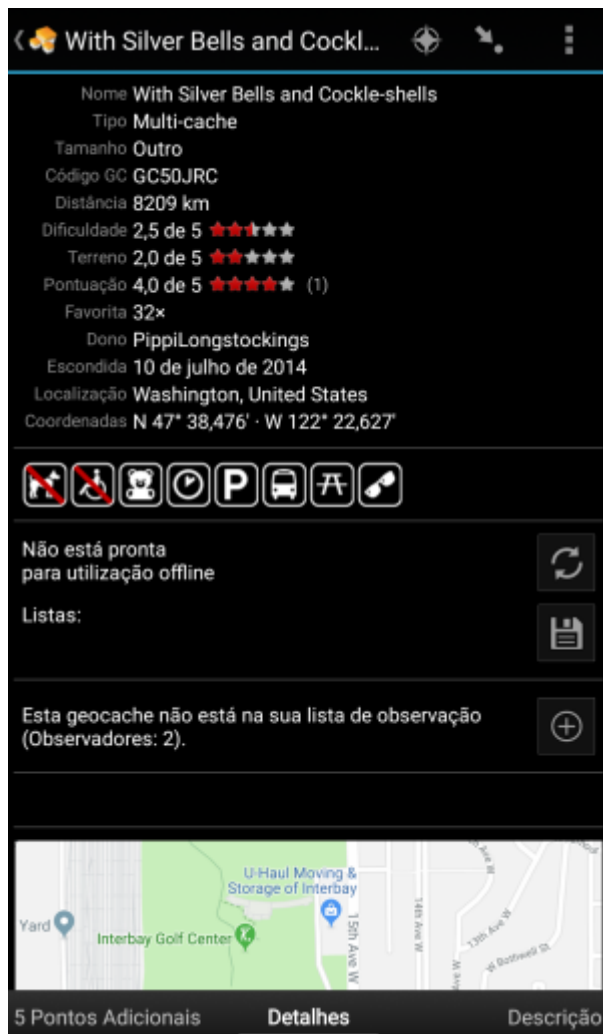 With Silver Bells and Cockl...
Nome With Silver Bells and Cockle-shells
Tipo Multi-cache
Tamanho Outro
Código GC GC50JRC
Distância 8209 km
Dificuldade 2,5 de 5
Terreno 2,0 de 5
Pontuação 4,0 de 5 (1)
Favorita 32×
Dono PippiLongstockings
Escondida 10 de julho de 2014
Localização Washington, United States
Coordenadas N 47° 38,476' · W 122° 22,627'
P
Não está pronta
para utilização offline
Listas:
Esta geocache não está na sua lista de observação
(Observadores: 2).
U-Haul Moving &
Storage of Interbay
Yard
Interbay Golf Center
15th Ave W
14th Ave W
13th Ave W
W Bothwell St
Ave W
5 Pontos Adicionais
Detalhes
Descrição